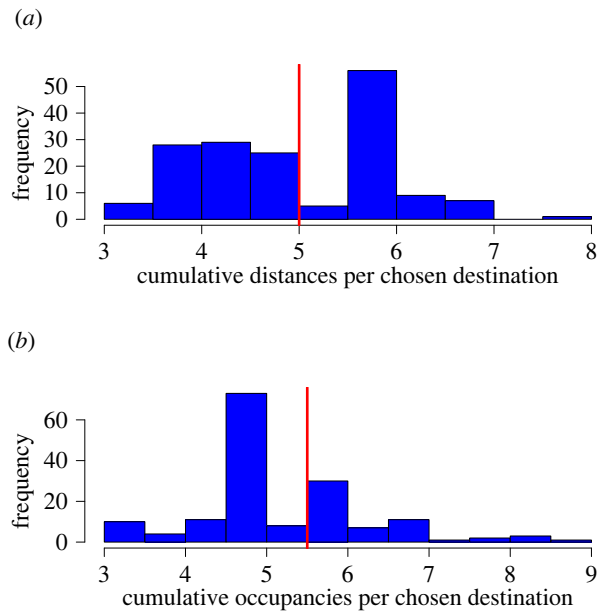 (a)
50
40
30
20
10
0
frequency
3 4 5 6 7 8
cumulative distances per chosen destination
(b)
60
40
20
0
frequency
3 4 5 6 7 8 9
cumulative occupancies per chosen destination